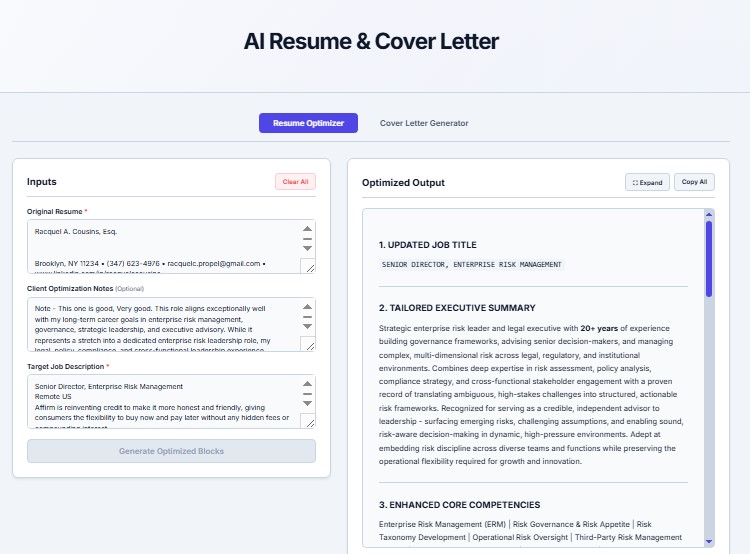 AI Resume & Cover Letter
Resume Optimizer
Cover Letter Generator
Inputs
Clear All
Original Resume *
Racquel A. Cousins, Esq.
Brooklyn, NY 11234 • (347) 623-4976 • racquelc.propel@gmail.com •
Client Optimization Notes (Optional)
Note - This one is good, Very good. This role aligns exceptionally well
with my long-term career goals in enterprise risk management,
governance, strategic leadership, and executive advisory. While it
represents a stretch into a dedicated enterprise risk leadership role, my
legal, policy, compliance, and cross-functional leadership experience
Target Job Description *
Senior Director, Enterprise Risk Management
Remote US
Affirm is reinventing credit to make it more honest and friendly, giving
consumers the flexibility to buy now and pay later without any hidden fees or
compounding interest.
Generate Optimized Blocks
Optimized Output
Expand
Copy All
1. UPDATED JOB TITLE
SENIOR DIRECTOR, ENTERPRISE RISK MANAGEMENT
2. TAILORED EXECUTIVE SUMMARY
Strategic enterprise risk leader and legal executive with 20+ years of experience
building governance frameworks, advising senior decision-makers, and managing
complex, multi-dimensional risk across legal, regulatory, and institutional
environments. Combines deep expertise in risk assessment, policy analysis,
compliance strategy, and cross-functional stakeholder engagement with a proven
record of translating ambiguous, high-stakes challenges into structured, actionable
risk frameworks. Recognized for serving as a credible, independent advisor to
leadership - surfacing emerging risks, challenging assumptions, and enabling sound,
risk-aware decision-making in dynamic, high-pressure environments. Adept at
embedding risk discipline across diverse teams and functions while preserving the
operational flexibility required for growth and innovation.
3. ENHANCED CORE COMPETENCIES
Enterprise Risk Management (ERM) | Risk Governance & Risk Appetite | Risk
Taxonomy Development | Operational Risk Oversight | Third-Party Risk Management